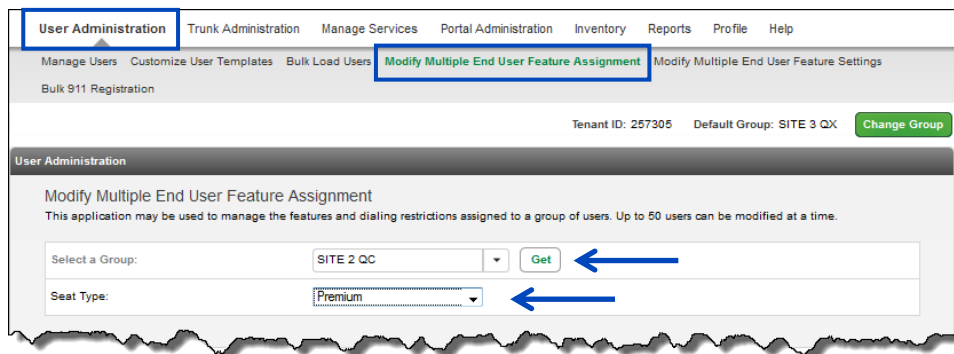 User Administration Trunk Administration Manage Services Portal Administration Inventory Reports Profile Help
Manage Users Customize User Templates Bulk Load Users Modify Multiple End User Feature Assignment Modify Multiple End User Feature Settings
Bulk 911 Registration
Tenant ID: 257305 Default Group: SITE 3 QX Change Group
User Administration
Modify Multiple End User Feature Assignment
This application may be used to manage the features and dialing restrictions assigned to a group of users. Up to 50 users can be modified at a time.
Select a Group: SITE 2 QC Get
Seat Type: Premium